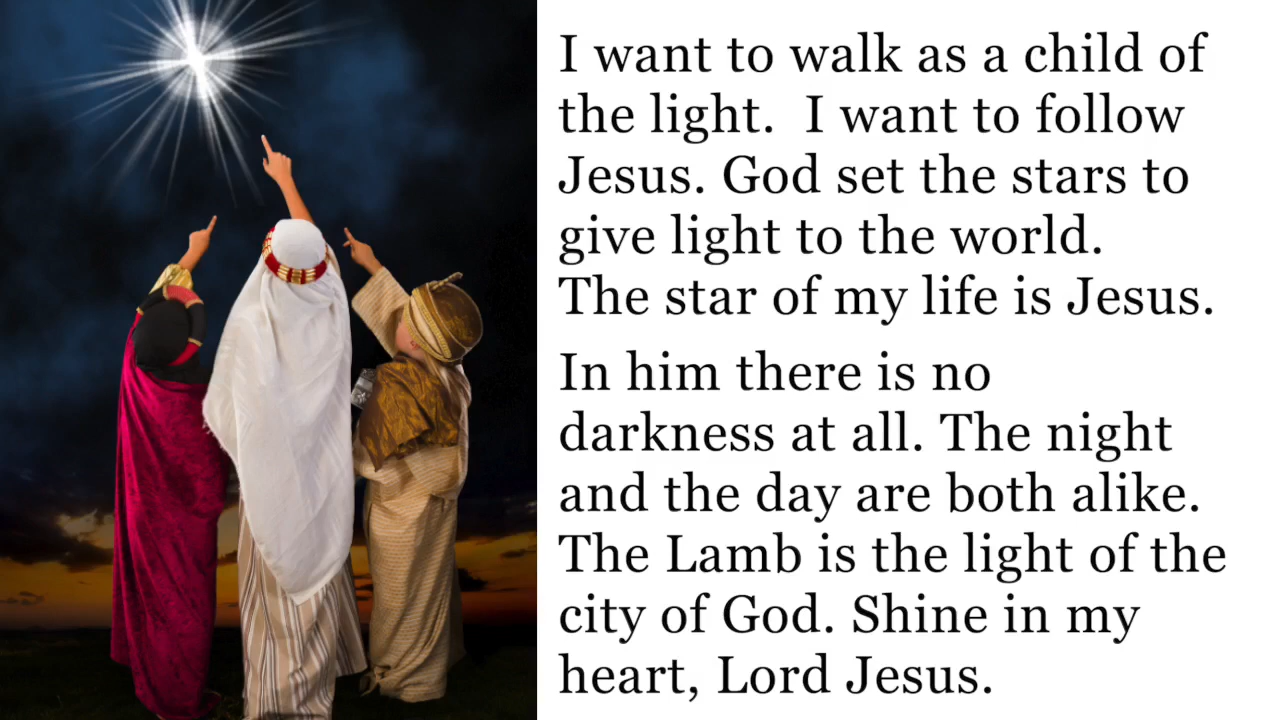 I want to walk as a child of
the light.  I want to follow
Jesus. God set the stars to
give light to the world.
The star of my life is Jesus.
In him there is no
darkness at all. The night
and the day are both alike.
The Lamb is the light of the
city of God. Shine in my
heart, Lord Jesus.